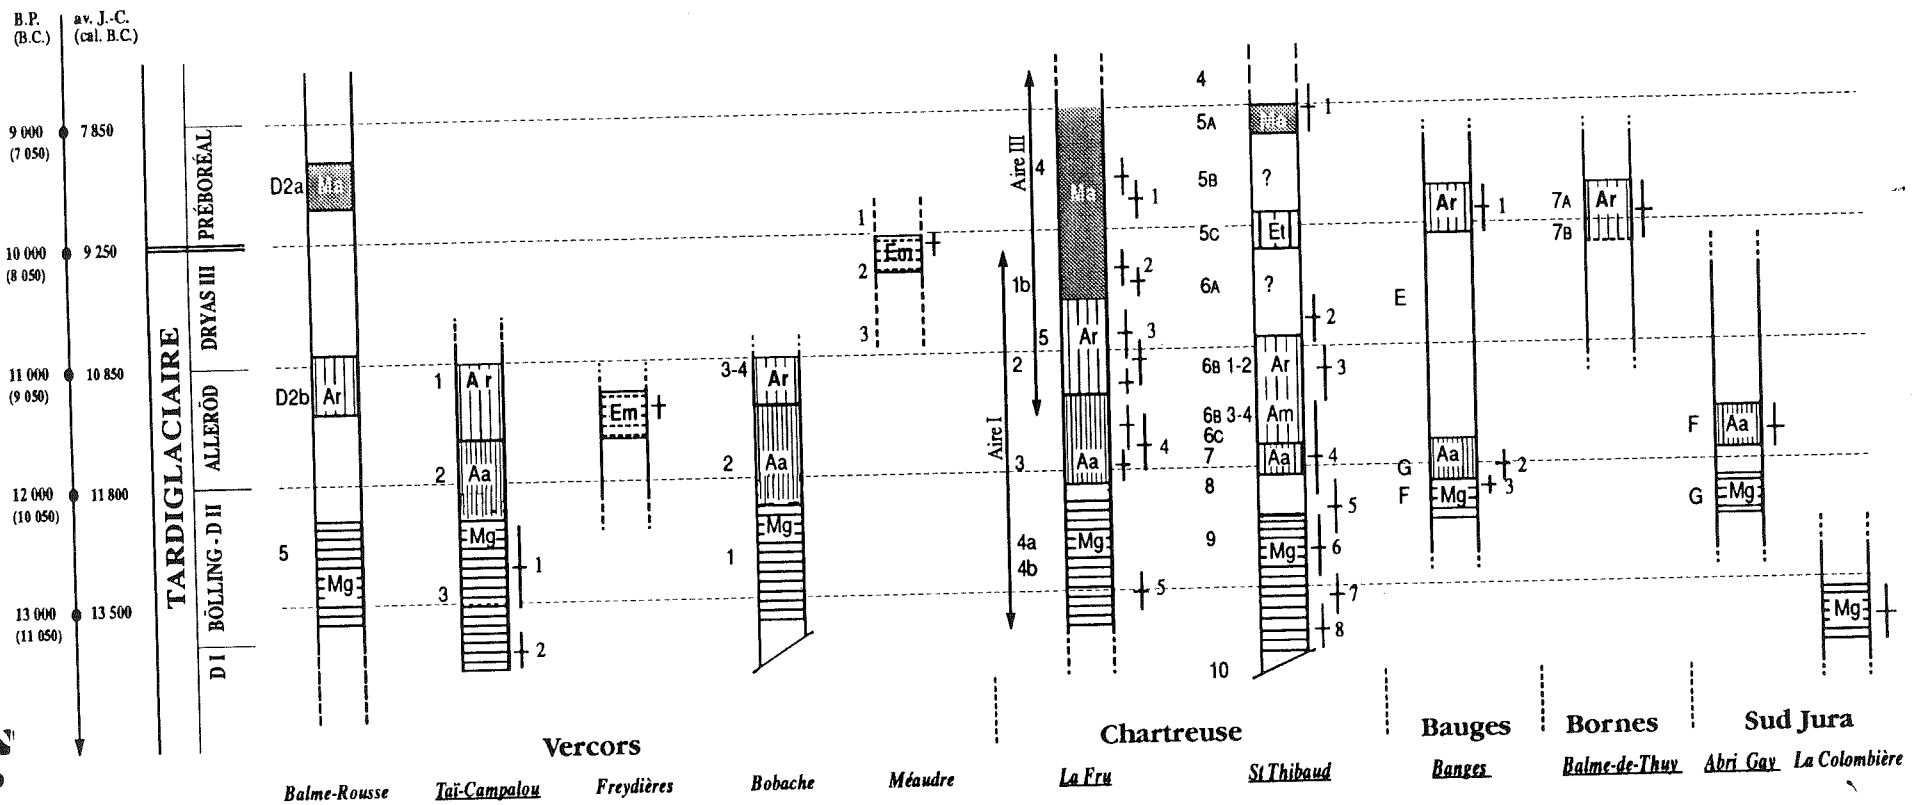 B.P. av. J.-C.
(B.C.) (cal. B.C.)
9 000 7 850
(7 050)
10 000 9 250
(8 050)
11 000 10 850
(9 050)
12 000 11 800
(10 050)
13 000 13 500
(11 050)
TARDIGLACIAIRE
PRÉBORÉAL
DRYAS III
ALLERÖD
BÖLLING - D II
D I
D2a Ma
D2b Ar
5 Mg
1 Ar
2 Aa
Mg
3
1
2
Em
3-4 Ar
2 Aa
Mg
1
1
Em
2
3
Aire III
Aire I
4
Ma
1
1b
2
5
Ar
3
2
4
3
Aa
4a
Mg
4b
5
4
5A Ma 1
5B ?
5C Et
6A ?
2
6B 1-2 Ar 3
6B 3-4 Am
6C
7 Aa 4
8
5
9 Mg 6
7
8
10
Ar 1
E
G Aa 2
F Mg 3
7A Ar
7B
F Aa
G Mg
Mg
Vercors
Chartreuse
Bauges
Bornes
Sud Jura
Balme-Rousse
Taï-Campalou
Freydières
Bobache
Méaudre
La Fru
St Thibaud
Banges
Balme-de-Thuy
Abri Gay
La Colombière